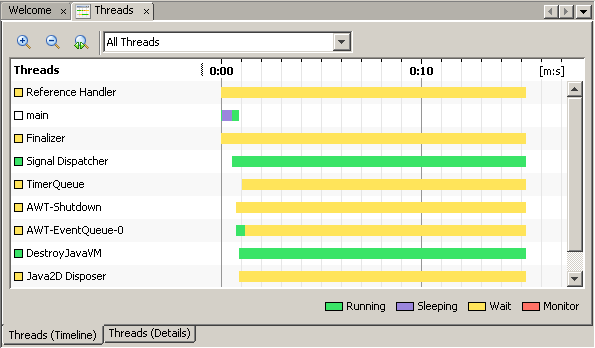 Welcome Threads
All Threads
Threads 0:00 0:10 [m:s]
Reference Handler
main
Finalizer
Signal Dispatcher
TimerQueue
AWT-Shutdown
AWT-EventQueue-0
DestroyJavaVM
Java2D Disposer
Running Sleeping Wait Monitor
Threads (Timeline) Threads (Details)